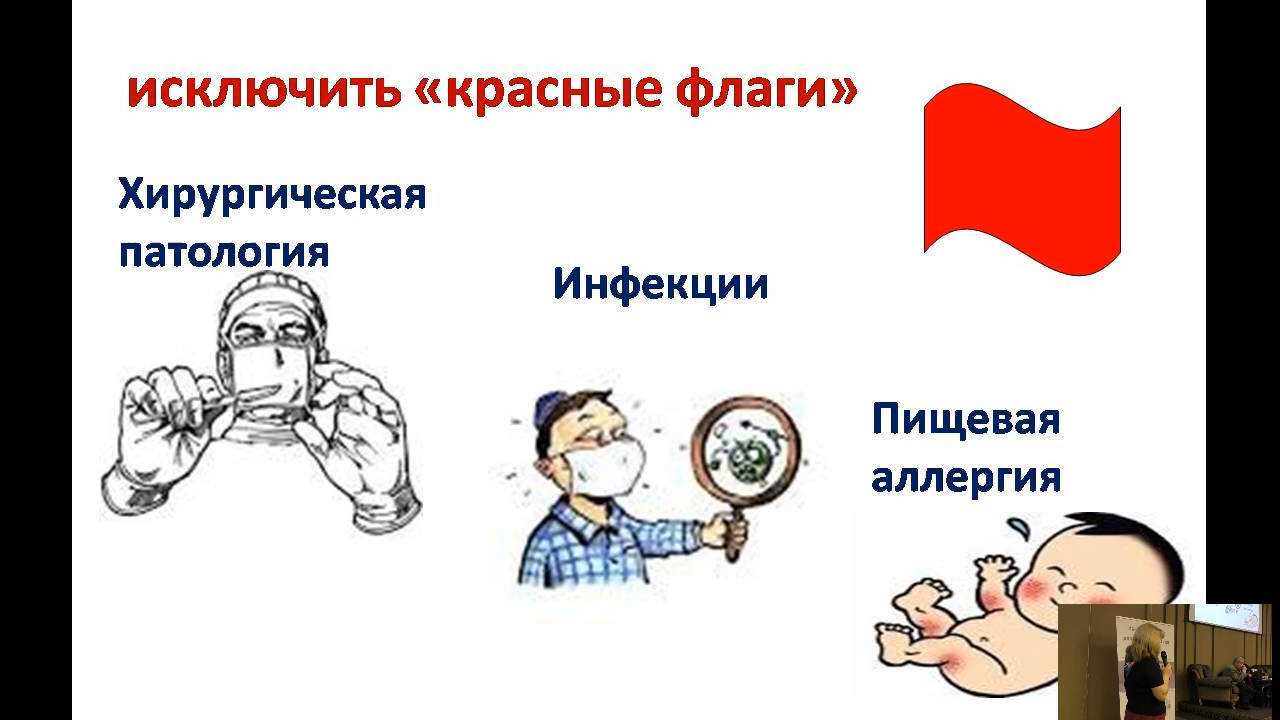 исключить «красные флаги»
Хирургическая
патология
Инфекции
Пищевая
аллергия